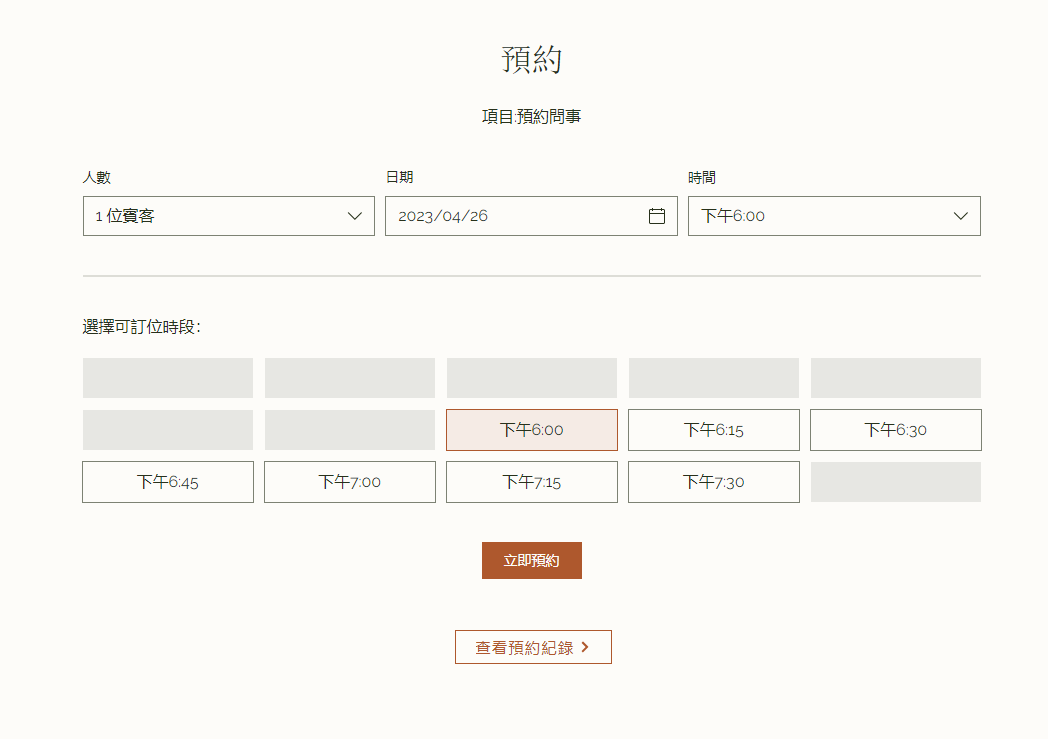 預約
項目:預約問事
人數 日期 時間
1 位賓客 2023/04/26 下午6:00
選擇可訂位時段:
下午6:00 下午6:15 下午6:30
下午6:45 下午7:00 下午7:15 下午7:30
立即預約
查看預約紀錄